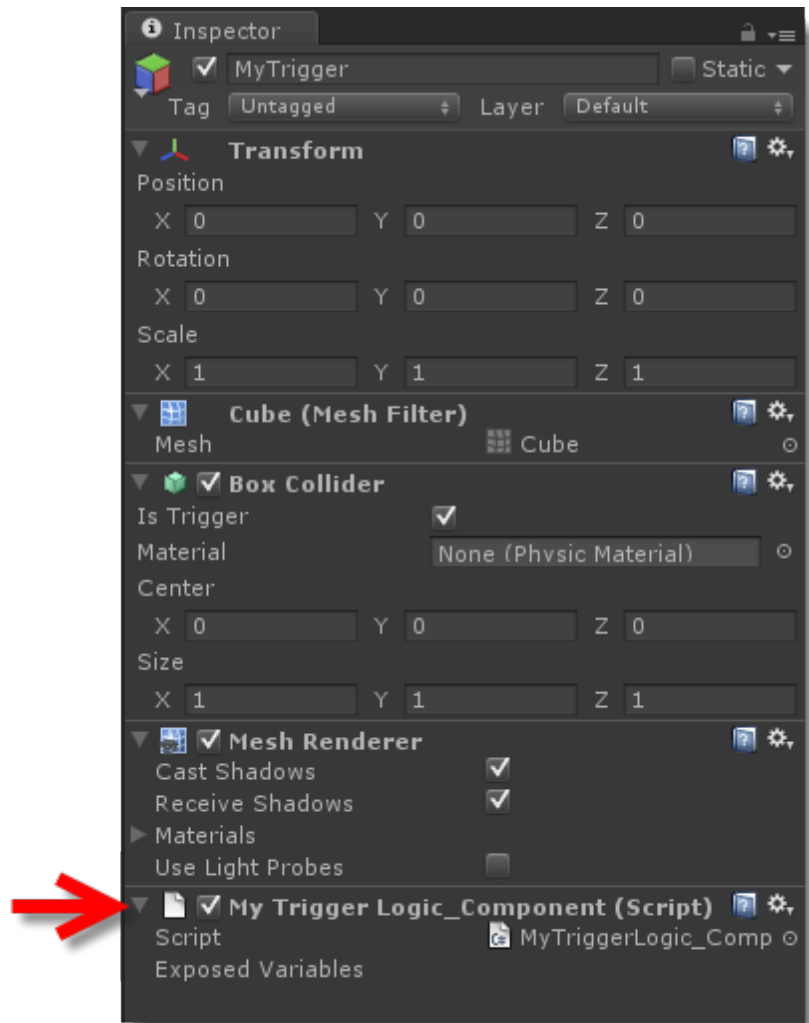 Inspector
MyTrigger Static
Tag Untagged Layer Default
Transform
Position
X 0 Y 0 Z 0
Rotation
X 0 Y 0 Z 0
Scale
X 1 Y 1 Z 1
Cube (Mesh Filter)
Mesh Cube
Box Collider
Is Trigger
Material None (Physic Material)
Center
X 0 Y 0 Z 0
Size
X 1 Y 1 Z 1
Mesh Renderer
Cast Shadows
Receive Shadows
Materials
Use Light Probes
My Trigger Logic_Component (Script)
Script C# MyTriggerLogic_Comp
Exposed Variables